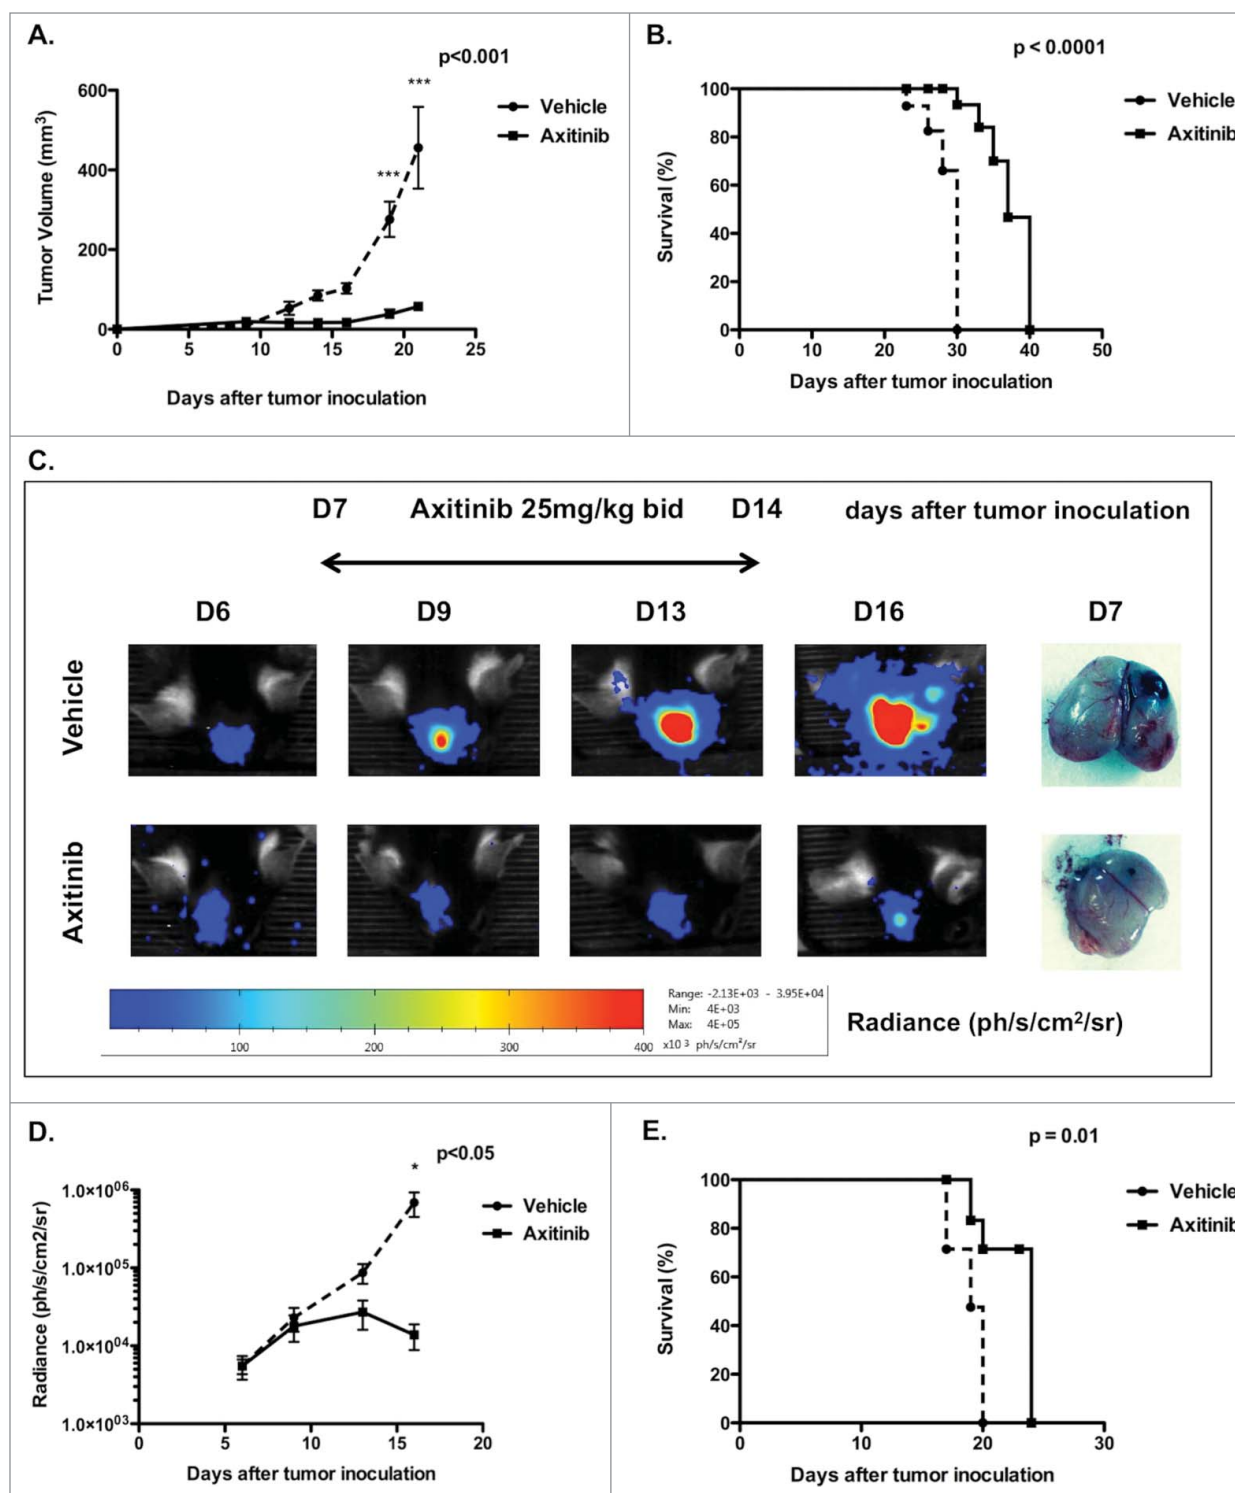 A.
p<0.001
***
***
600
400
200
0
Tumor Volume (mm³)
0 5 10 15 20 25
Days after tumor inoculation
Vehicle
Axitinib
B.
p < 0.0001
100
80
60
40
20
0
Survival (%)
0 10 20 30 40 50
Days after tumor inoculation
Vehicle
Axitinib
C.
D7 Axitinib 25mg/kg bid D14 days after tumor inoculation
D6 D9 D13 D16 D7
Vehicle
Axitinib
100 200 300 400 x10 3 ph/s/cm²/sr
Range: -2.13E+03 - 3.95E+04
Min: 4E+03
Max: 4E+05
Radiance (ph/s/cm²/sr)
D.
p<0.05
*
1.0×10⁰⁶
1.0×10⁰⁵
1.0×10⁰⁴
1.0×10⁰³
Radiance (ph/s/cm2/sr)
0 5 10 15 20
Days after tumor inoculation
Vehicle
Axitinib
E.
p = 0.01
100
80
60
40
20
0
Survival (%)
0 10 20 30
Days after tumor inoculation
Vehicle
Axitinib